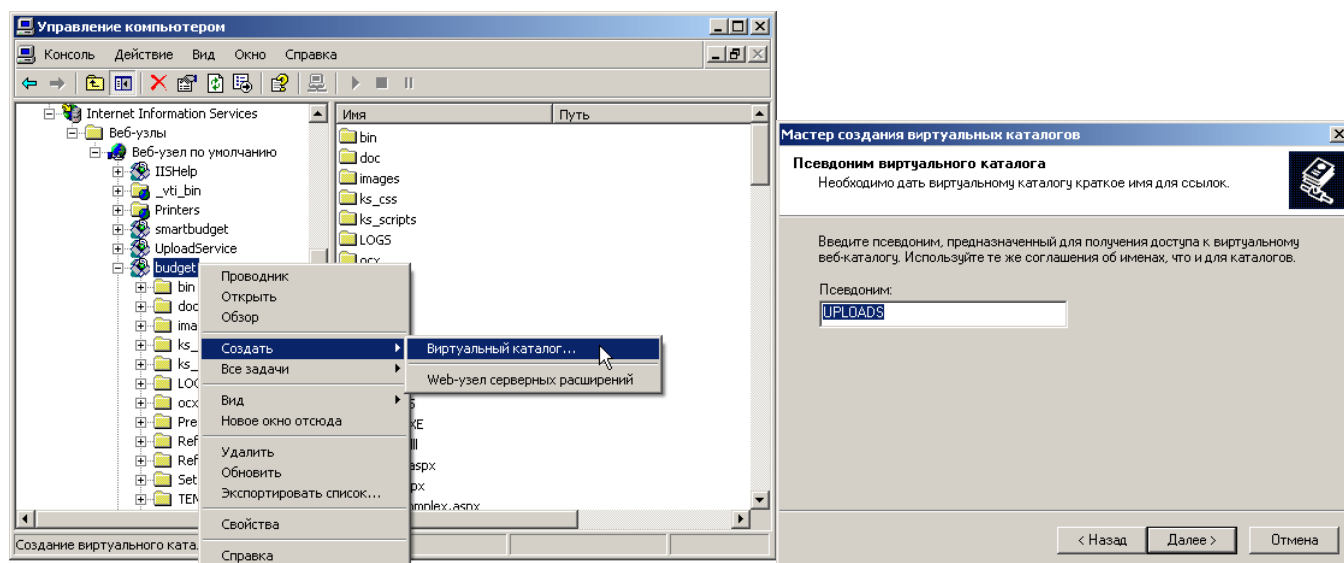 Управление компьютером
Консоль Действие Вид Окно Справка
Internet Information Services
Веб-узлы
Веб-узел по умолчанию
IISHelp
_vti_bin
Printers
smartbudget
UploadService
budget
bin
doc
ima
ks_
ks_
LOG
ocx
Pre
Ref
Ref
Set
TEM
Имя Путь
bin
doc
images
ks_css
ks_scripts
LOGS
ocx
aspx
px
mplex.aspx
Проводник
Открыть
Обзор
Создать
Все задачи
Вид
Новое окно отсюда
Удалить
Обновить
Экспортировать список...
Свойства
Справка
Виртуальный каталог...
Web-узел серверных расширений
Создание виртуального ката
Мастер создания виртуальных каталогов
Псевдоним виртуального каталога
Необходимо дать виртуальному каталогу краткое имя для ссылок.
Введите псевдоним, предназначенный для получения доступа к виртуальному
веб-каталогу. Используйте те же соглашения об именах, что и для каталогов.
Псевдоним:
UPLOADS
< Назад Далее > Отмена